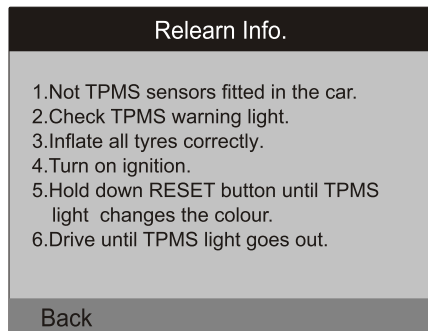 Relearn Info.
1.Not TPMS sensors fitted in the car.
2.Check TPMS warning light.
3.Inflate all tyres correctly.
4.Turn on ignition.
5.Hold down RESET button until TPMS
light changes the colour.
6.Drive until TPMS light goes out.
Back